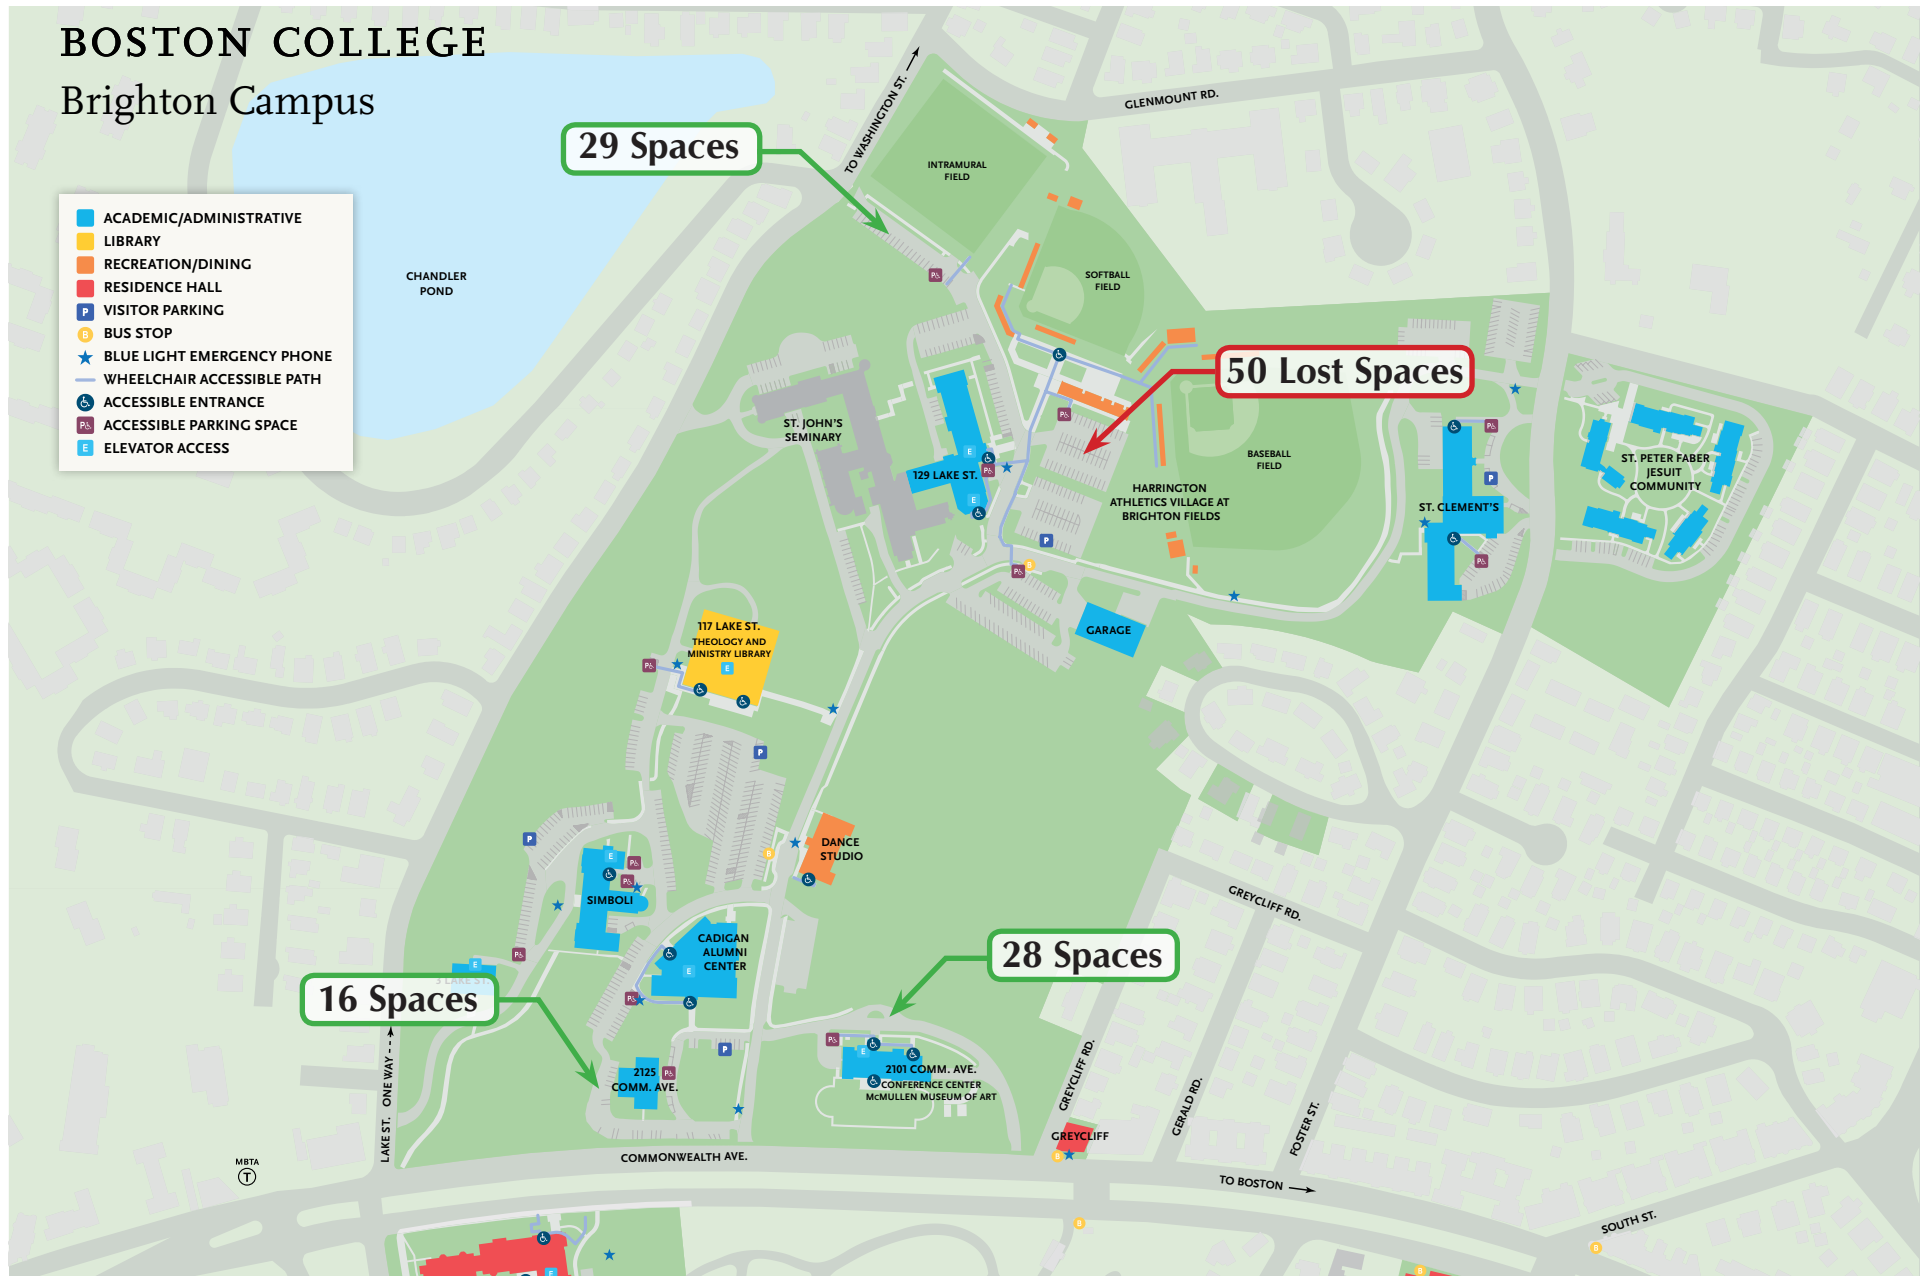 BOSTON COLLEGE
Brighton Campus
ACADEMIC/ADMINISTRATIVE
LIBRARY
RECREATION/DINING
RESIDENCE HALL
P VISITOR PARKING
B BUS STOP
BLUE LIGHT EMERGENCY PHONE
WHEELCHAIR ACCESSIBLE PATH
ACCESSIBLE ENTRANCE
P ACCESSIBLE PARKING SPACE
E ELEVATOR ACCESS
CHANDLER
POND
29 Spaces
TO WASHINGTON ST.
GLENMOUNT RD.
INTRAMURAL
FIELD
SOFTBALL
FIELD
50 Lost Spaces
ST. JOHN'S
SEMINARY
129 LAKE ST.
BASEBALL
FIELD
HARRINGTON
ATHLETICS VILLAGE AT
BRIGHTON FIELDS
ST. CLEMENT'S
ST. PETER FABER
JESUIT
COMMUNITY
GARAGE
117 LAKE ST.
THEOLOGY AND
MINISTRY LIBRARY
DANCE
STUDIO
SIMBOLI
CADIGAN
ALUMNI
CENTER
3 LAKE ST.
16 Spaces
28 Spaces
2125
COMM. AVE.
2101 COMM. AVE.
CONFERENCE CENTER
McMULLEN MUSEUM OF ART
GREYCLIFF RD.
GREYCLIFF RD.
GERALD RD.
FOSTER ST.
GREYCLIFF
LAKE ST. ONE WAY
COMMONWEALTH AVE.
MBTA
T
TO BOSTON
SOUTH ST.